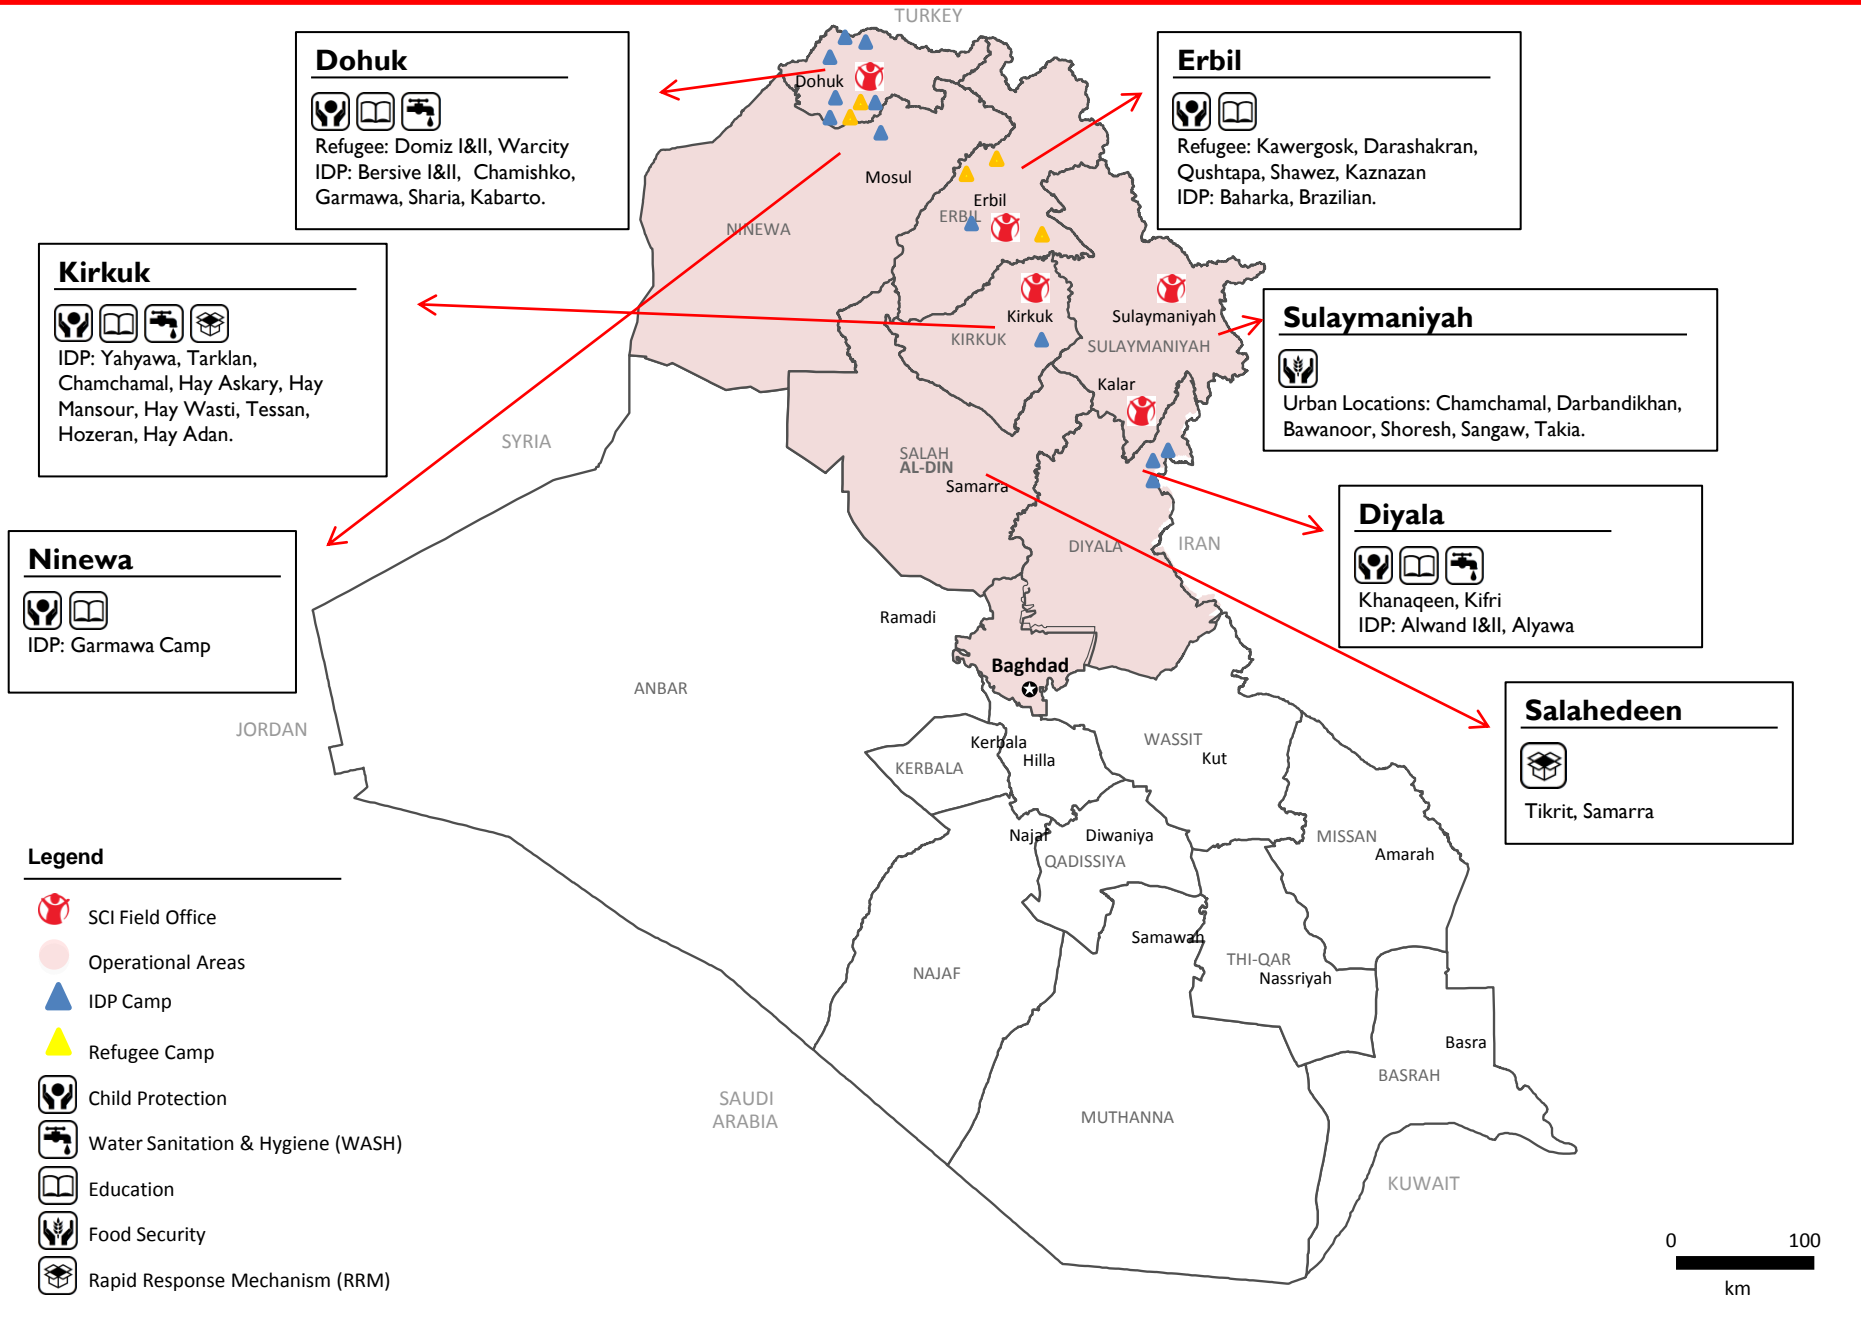 TURKEY
Dohuk
Refugee: Domiz I&II, Warcity
IDP: Bersive I&II, Chamishko,
Garmawa, Sharia, Kabarto.
Erbil
Refugee: Kawergosk, Darashakran,
Qushtapa, Shawez, Kaznazan
IDP: Baharka, Brazilian.
Kirkuk
IDP: Yahyawa, Tarklan,
Chamchamal, Hay Askary, Hay
Mansour, Hay Wasti, Tessan,
Hozeran, Hay Adan.
Sulaymaniyah
Urban Locations: Chamchamal, Darbandikhan,
Bawanoor, Shoresh, Sangaw, Takia.
Ninewa
IDP: Garmawa Camp
Diyala
Khanaqeen, Kifri
IDP: Alwand I&II, Alyawa
Salahedeen
Tikrit, Samarra
Dohuk
Mosul
NINEWA
Erbil
ERBIL
Kirkuk
KIRKUK
Sulaymaniyah
SULAYMANIYAH
Kalar
SYRIA
SALAH
AL-DIN
Samarra
DIYALA
IRAN
Ramadi
Baghdad
ANBAR
JORDAN
Kerbala
Hilla
KERBALA
WASSIT
Kut
Najaf
Diwaniya
QADISSIYA
MISSAN
Amarah
Samawah
NAJAF
THI-QAR
Nassriyah
Basra
BASRAH
MUTHANNA
SAUDI
ARABIA
KUWAIT
Legend
SCI Field Office
Operational Areas
IDP Camp
Refugee Camp
Child Protection
Water Sanitation & Hygiene (WASH)
Education
Food Security
Rapid Response Mechanism (RRM)
0 100
km